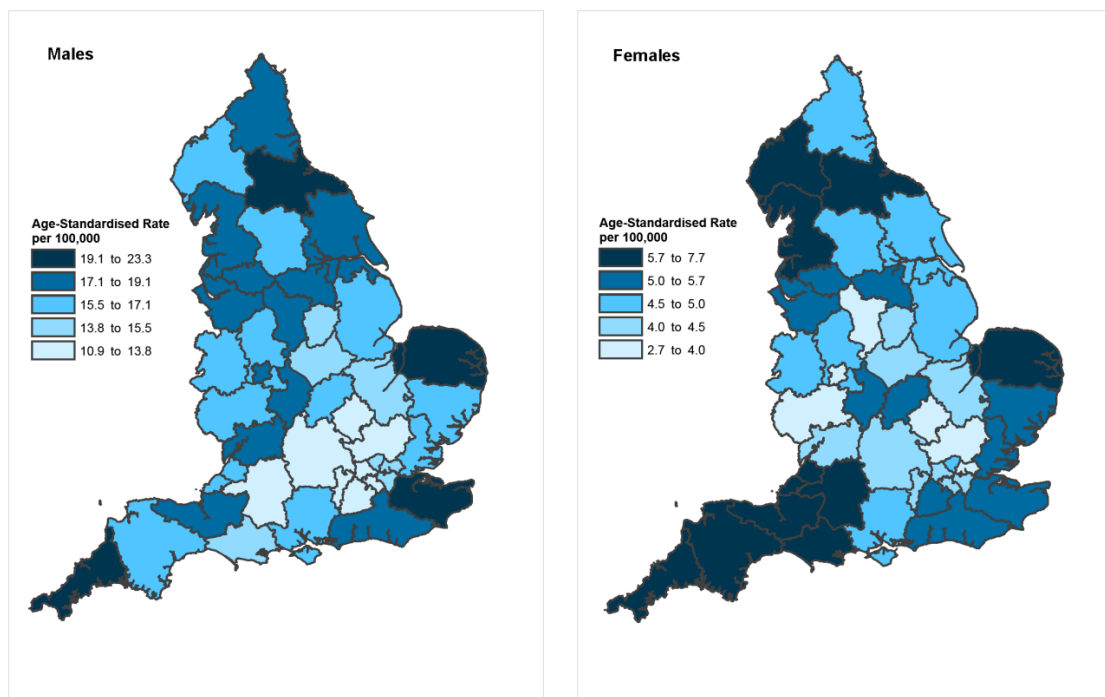 Males
Age-Standardised Rate
per 100,000
19.1 to 23.3
17.1 to 19.1
15.5 to 17.1
13.8 to 15.5
10.9 to 13.8
Females
Age-Standardised Rate
per 100,000
5.7 to 7.7
5.0 to 5.7
4.5 to 5.0
4.0 to 4.5
2.7 to 4.0